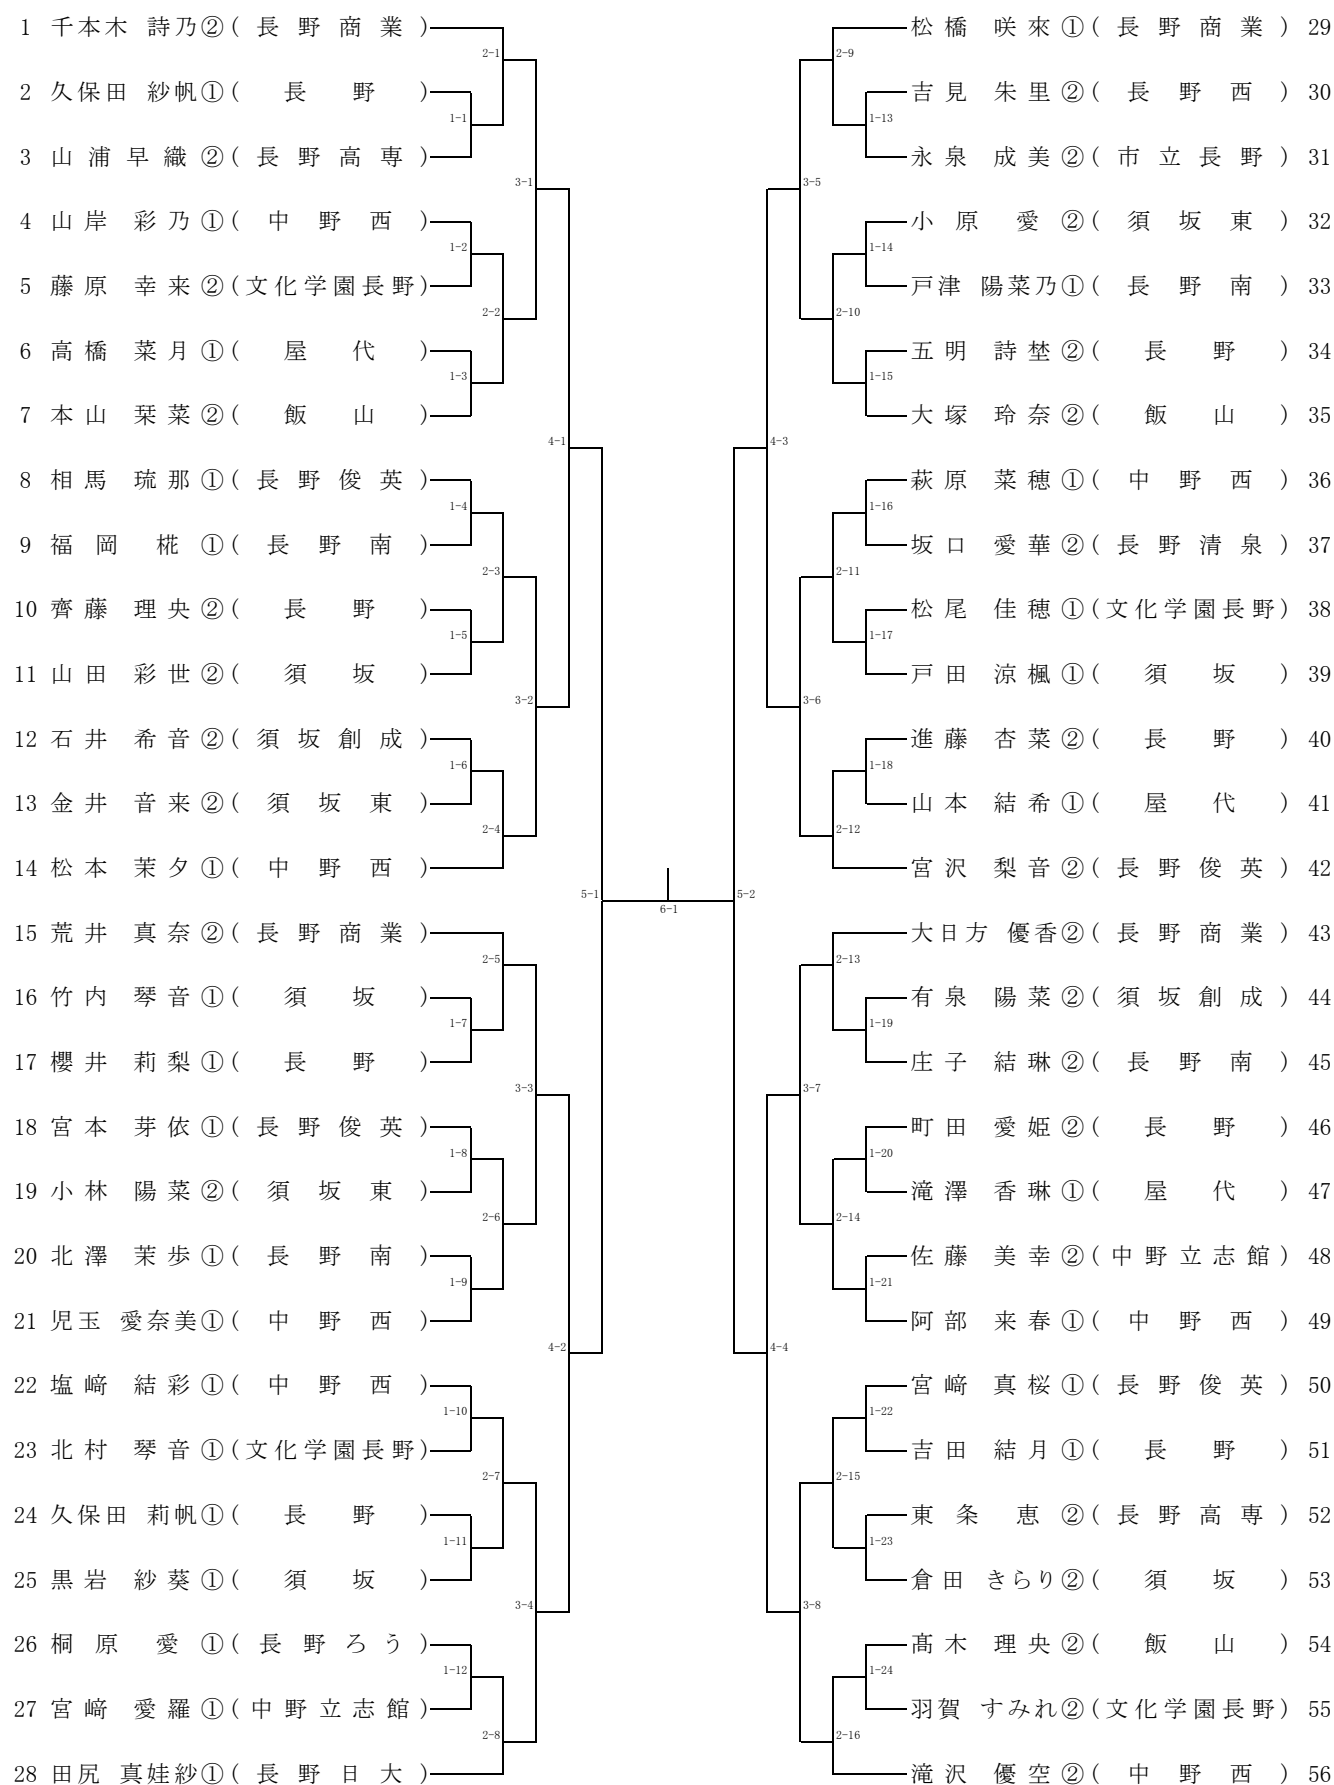 1 千本木 詩乃②( 長 野 商 業 )
2-1
2 久保田 紗帆①( 長 野 )
1-1
3 山浦早織②( 長野高専 )
3-1
4 山岸 彩乃①( 中 野 西 )
1-2
5 藤原 幸来②(文化学園長野)
2-2
6 高橋 菜月①( 屋 代 )
1-3
7 本山 栞菜②( 飯 山 )
4-1
8 相馬 琉那①( 長野俊英 )
1-4
9 福岡 椛①( 長 野 南 )
2-3
10 齊藤 理央②( 長 野 )
1-5
11 山田 彩世②( 須 坂 )
3-2
12 石井 希音②( 須坂創成 )
1-6
13 金井 音来②( 須 坂 東 )
2-4
14 松本 茉夕①( 中 野 西 )
5-1
15 荒井 真奈②( 長野商業 )
2-5
16 竹内 琴音①( 須 坂 )
1-7
17 櫻井 莉梨①( 長 野 )
3-3
18 宮本 芽依①( 長野俊英 )
1-8
19 小林 陽菜②( 須 坂 東 )
2-6
20 北澤 茉歩①( 長 野 南 )
1-9
21 児玉 愛奈美①( 中 野 西 )
4-2
22 塩﨑 結彩①( 中 野 西 )
1-10
23 北村 琴音①(文化学園長野)
2-7
24 久保田 莉帆①( 長 野 )
1-11
25 黒岩 紗葵①( 須 坂 )
3-4
26 桐原 愛①( 長野ろう )
1-12
27 宮﨑 愛羅①( 中野立志館 )
2-8
28 田尻 真娃紗①( 長野日大 )
6-1
松橋 咲來①( 長野商業 ) 29
2-9
吉見 朱里②( 長 野 西 ) 30
1-13
永泉 成美②( 市立長野 ) 31
3-5
小原 愛②( 須 坂 東 ) 32
1-14
戸津 陽菜乃①( 長 野 南 ) 33
2-10
五明 詩埜②( 長 野 ) 34
1-15
大塚 玲奈②( 飯 山 ) 35
4-3
萩原 菜穂①( 中 野 西 ) 36
1-16
坂口 愛華②( 長野清泉 ) 37
2-11
松尾 佳穂①(文化学園長野) 38
1-17
戸田 涼楓①( 須 坂 ) 39
3-6
進藤 杏菜②( 長 野 ) 40
1-18
山本 結希①( 屋 代 ) 41
2-12
宮沢 梨音②( 長野俊英 ) 42
5-2
大日方 優香②( 長野商業 ) 43
2-13
有泉 陽菜②( 須坂創成 ) 44
1-19
庄子 結琳②( 長 野 南 ) 45
3-7
町田 愛姫②( 長 野 ) 46
1-20
滝澤 香琳①( 屋 代 ) 47
2-14
佐藤 美幸②( 中野立志館 ) 48
1-21
阿部 来春①( 中 野 西 ) 49
4-4
宮﨑 真桜①( 長野俊英 ) 50
1-22
吉田 結月①( 長 野 ) 51
2-15
東条 恵②( 長野高専 ) 52
1-23
倉田 きらり②( 須 坂 ) 53
3-8
髙木 理央②( 飯 山 ) 54
1-24
羽賀 すみれ②(文化学園長野) 55
2-16
滝沢 優空②( 中 野 西 ) 56